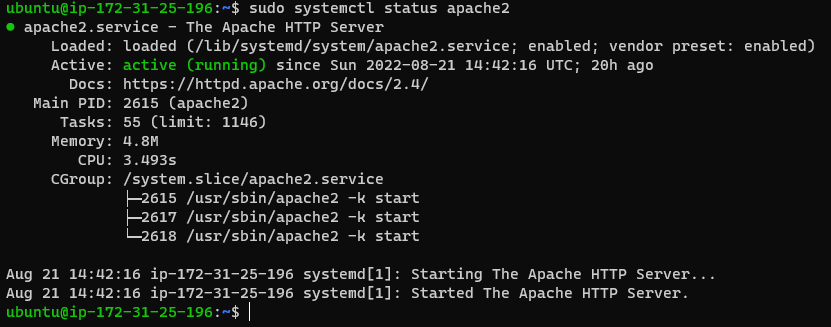 ubuntu@ip-172-31-25-196:~$ sudo systemctl status apache2
● apache2.service - The Apache HTTP Server
     Loaded: loaded (/lib/systemd/system/apache2.service; enabled; vendor preset: enabled)
     Active: active (running) since Sun 2022-08-21 14:42:16 UTC; 20h ago
       Docs: https://httpd.apache.org/docs/2.4/
   Main PID: 2615 (apache2)
      Tasks: 55 (limit: 1146)
     Memory: 4.8M
        CPU: 3.493s
     CGroup: /system.slice/apache2.service
             ├─2615 /usr/sbin/apache2 -k start
             ├─2617 /usr/sbin/apache2 -k start
             └─2618 /usr/sbin/apache2 -k start

Aug 21 14:42:16 ip-172-31-25-196 systemd[1]: Starting The Apache HTTP Server...
Aug 21 14:42:16 ip-172-31-25-196 systemd[1]: Started The Apache HTTP Server.
ubuntu@ip-172-31-25-196:~$